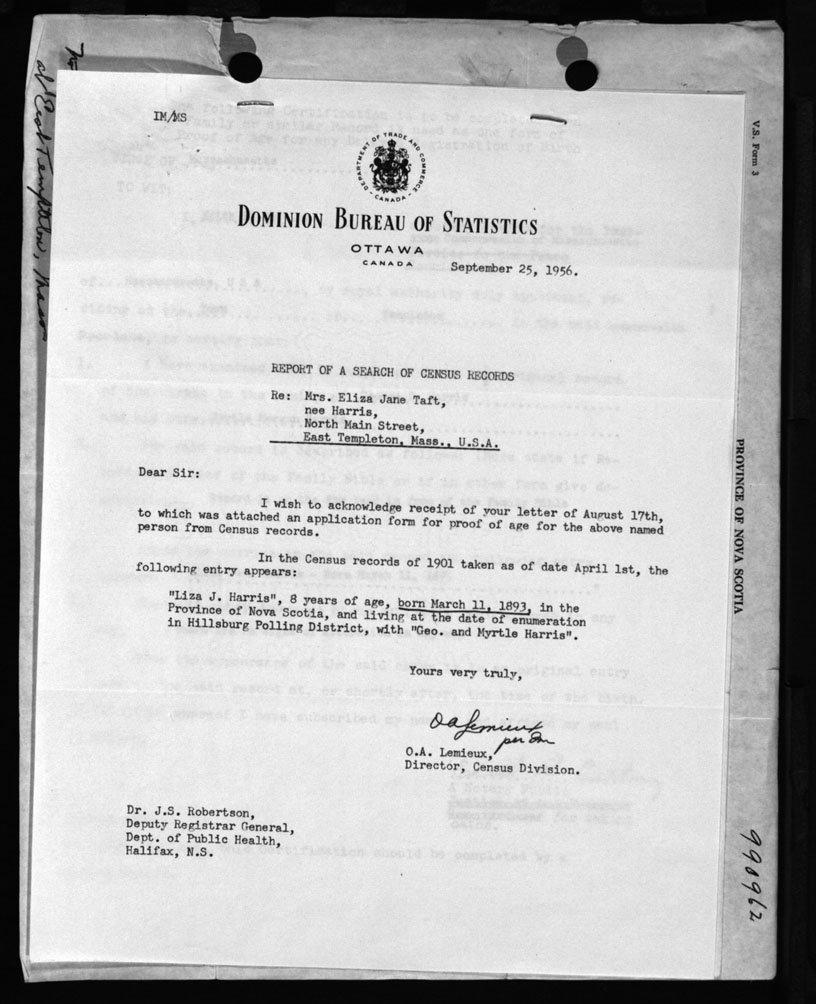 IM/MS
DEPARTMENT OF TRADE AND COMMERCE
CANADA
DOMINION BUREAU OF STATISTICS
OTTAWA
CANADA
September 25, 1956.
REPORT OF A SEARCH OF CENSUS RECORDS
Re: Mrs. Eliza Jane Taft,
nee Harris,
North Main Street,
East Templeton, Mass., U.S.A.
Dear Sir:
I wish to acknowledge receipt of your letter of August 17th,
to which was attached an application form for proof of age for the above named
person from Census records.
In the Census records of 1901 taken as of date April 1st, the
following entry appears:
"Liza J. Harris", 8 years of age, born March 11, 1893, in the
Province of Nova Scotia, and living at the date of enumeration
in Hillsburg Polling District, with "Geo. and Myrtle Harris".
Yours very truly,
O A Lemieux
per
O.A. Lemieux,
Director, Census Division.
Dr. J.S. Robertson,
Deputy Registrar General,
Dept. of Public Health,
Halifax, N.S.
V.S. Form 3
PROVINCE OF NOVA SCOTIA
990962
at East Templeton, Mass